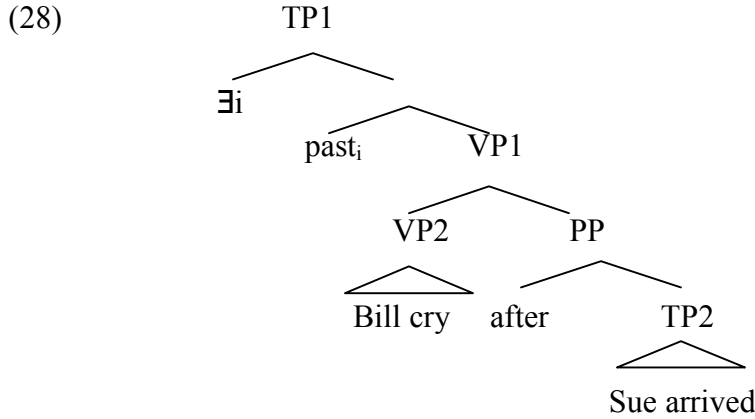 (28) TP1
∃i
pastᵢ VP1
VP2 PP
Bill cry after TP2
Sue arrived